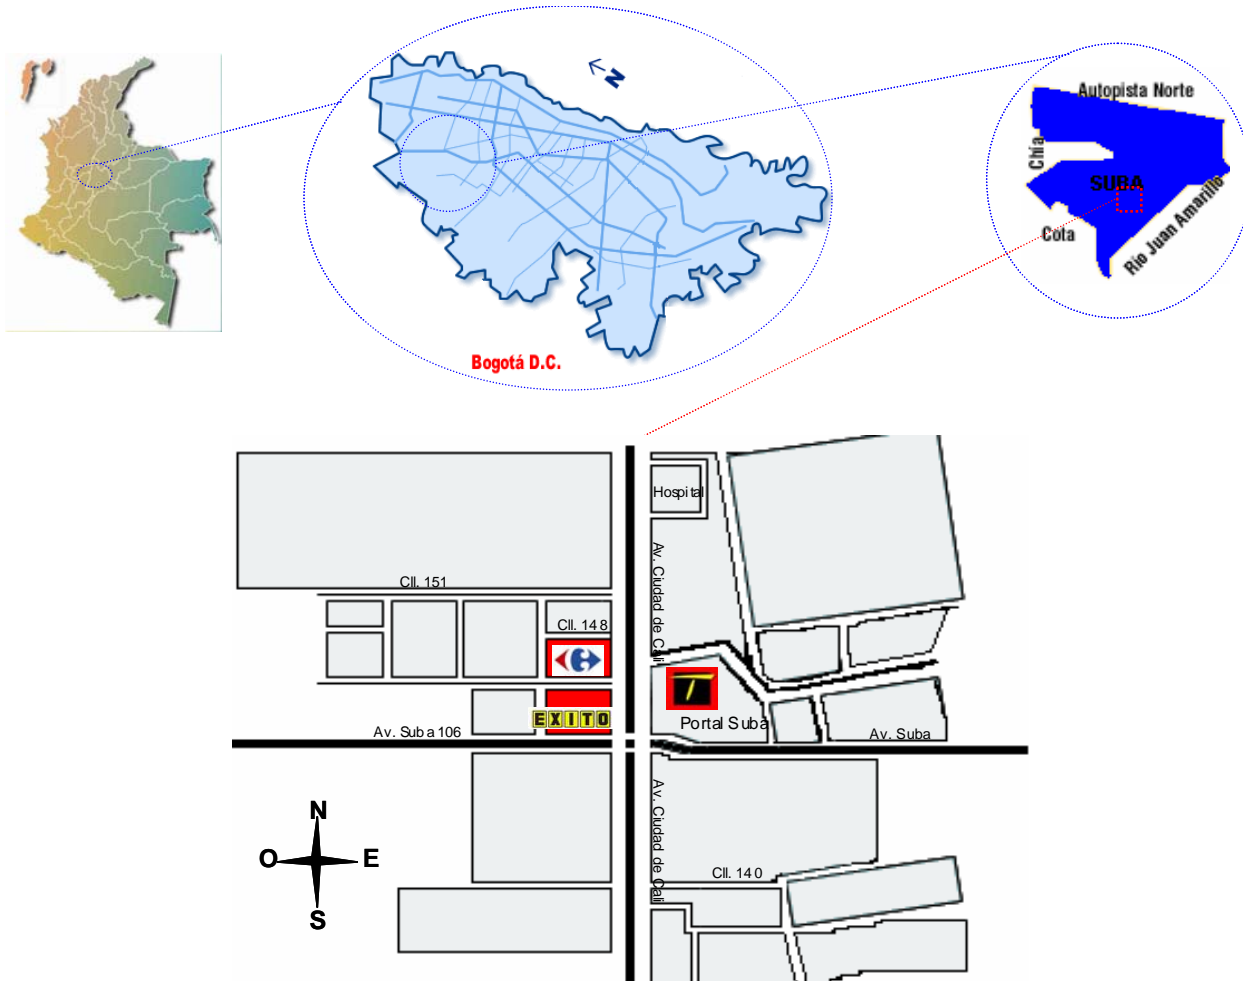 N
Autopista Norte
Chía
SUBA
Cota
Río Juan Amarillo
Bogotá D.C.
Hospital
Av. Ciudad de Cali
Cll. 151
Cll. 148
EXITO
Portal Suba
Av. Suba 106
Av. Suba
Av. Ciudad de Cali
Cll. 140
N
O
E
S